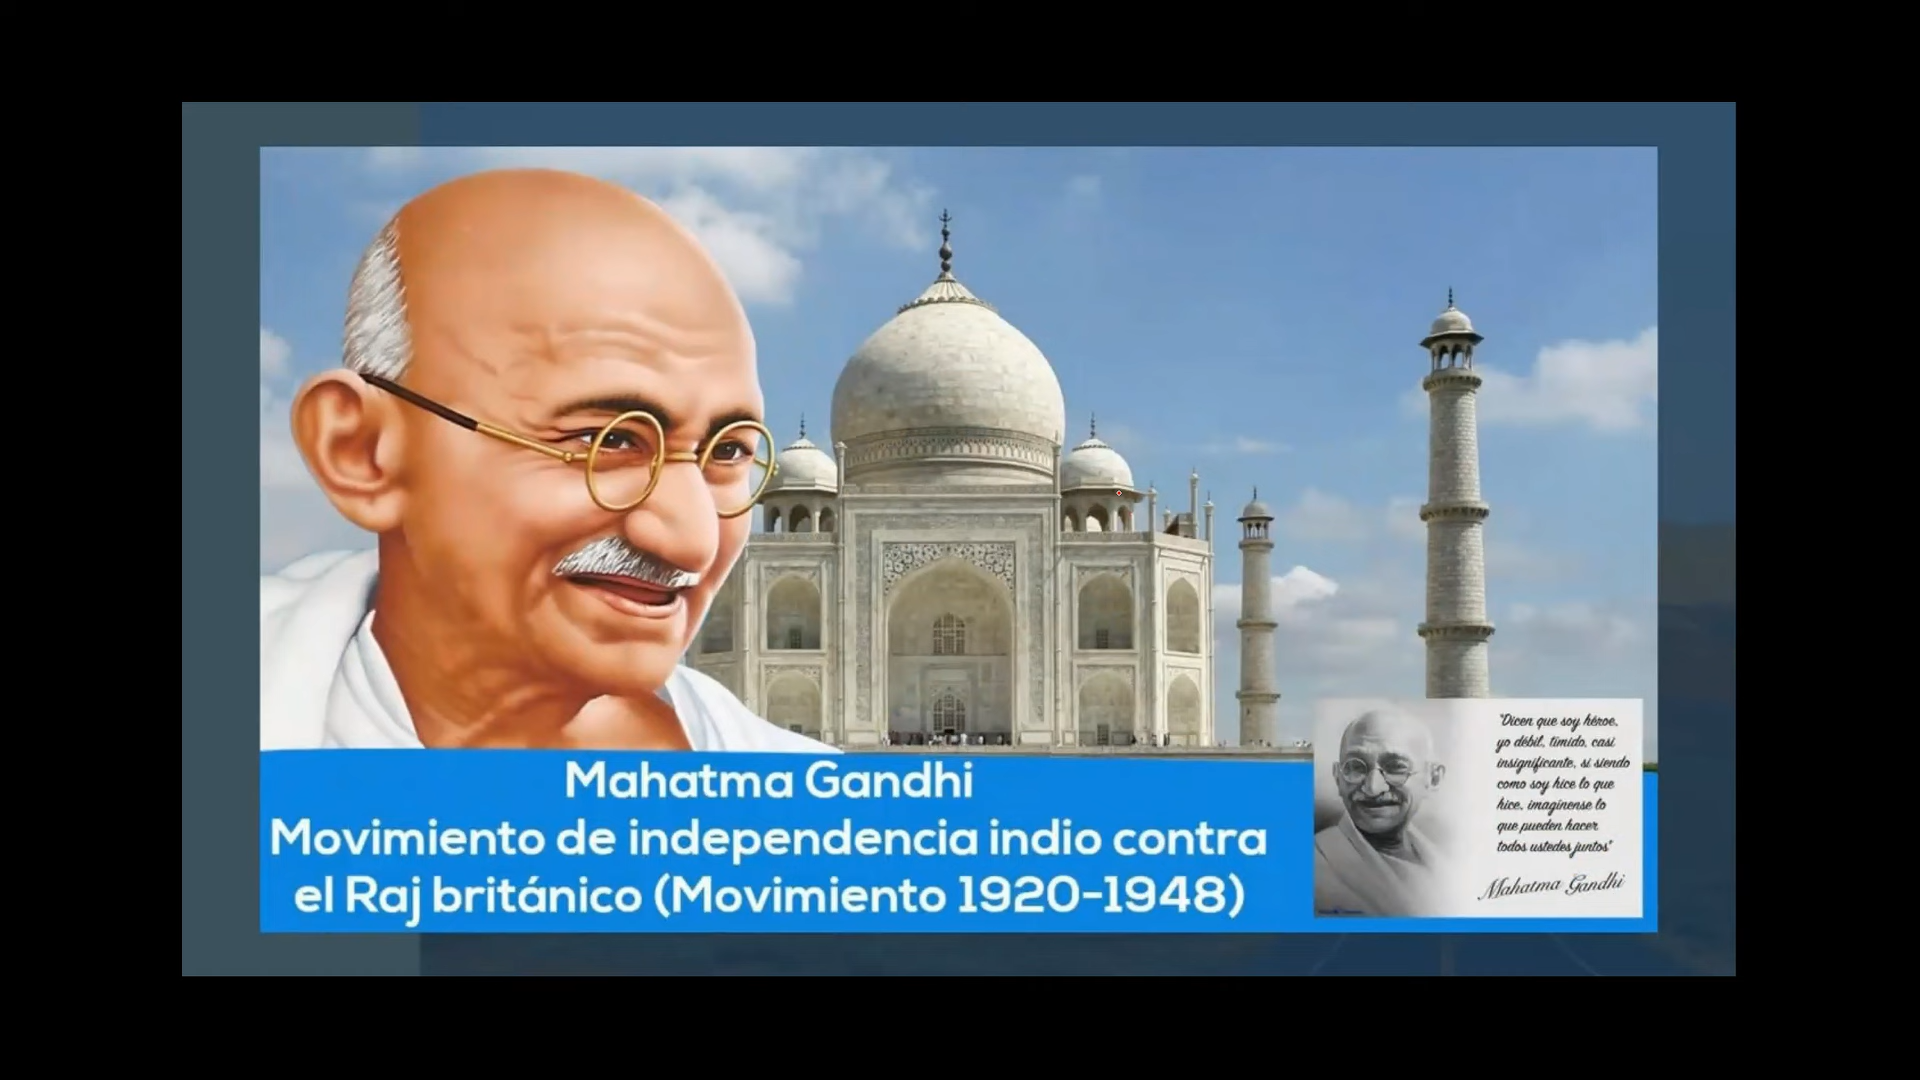 Mahatma Gandhi
Movimiento de independencia indio contra
el Raj británico (Movimiento 1920-1948)
"Dicen que soy héroe,
yo débil, tímido, casi
insignificante, si siendo
como soy hice lo que
hice, imagínense lo
que pueden hacer
todos ustedes juntos"
Mahatma Gandhi